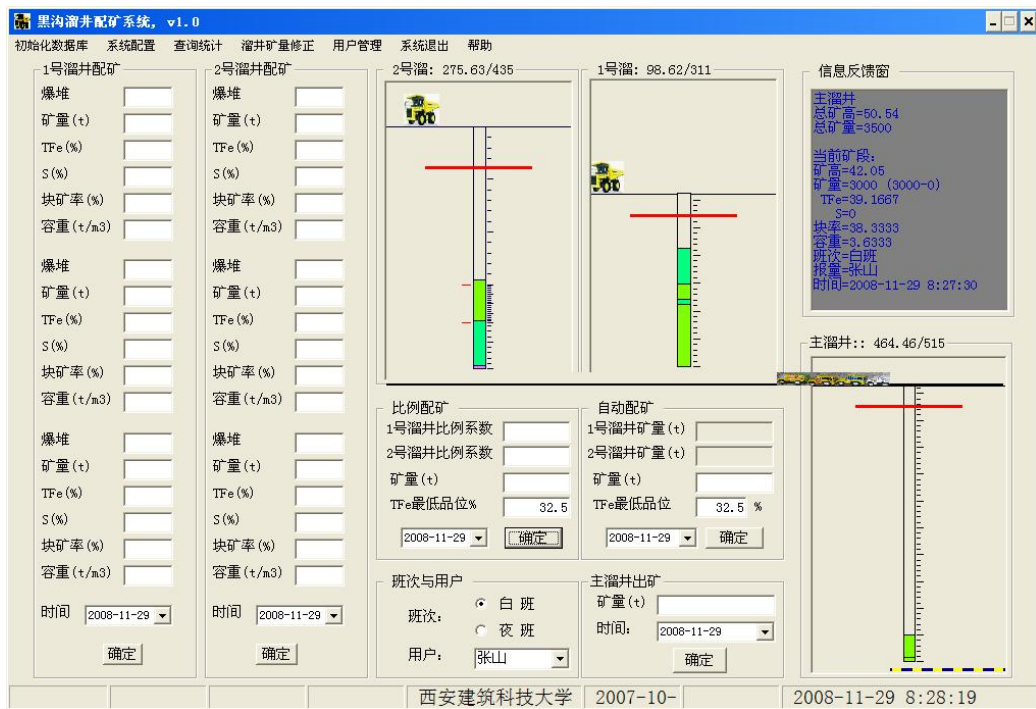 黑沟溜井配矿系统, v1.0
初始化数据库 系统配置 查询统计 溜井矿量修正 用户管理 系统退出 帮助
1号溜井配矿
爆堆
矿量(t)
TFe(%)
S(%)
块矿率(%)
容重(t/m3)
爆堆
矿量(t)
TFe(%)
S(%)
块矿率(%)
容重(t/m3)
爆堆
矿量(t)
TFe(%)
S(%)
块矿率(%)
容重(t/m3)
时间 2008-11-29
确定
2号溜井配矿
爆堆
矿量(t)
TFe(%)
S(%)
块矿率(%)
容重(t/m3)
爆堆
矿量(t)
TFe(%)
S(%)
块矿率(%)
容重(t/m3)
爆堆
矿量(t)
TFe(%)
S(%)
块矿率(%)
容重(t/m3)
时间 2008-11-29
确定
2号溜: 275.63/435
1号溜: 98.62/311
信息反馈窗
主溜井
总矿高=50.54
总矿量=3500
当前矿段:
矿高=42.05
矿量=3000 (3000-0)
TFe=39.1667
S=0
块率=38.3333
容重=3.6333
班次=白班
报量=张山
时间=2008-11-29 8:27:30
主溜井:: 464.46/515
比例配矿
1号溜井比例系数
2号溜井比例系数
矿量(t)
TFe最低品位% 32.5
2008-11-29 确定
自动配矿
1号溜井矿量(t)
2号溜井矿量(t)
矿量(t)
TFe最低品位 32.5 %
2008-11-29 确定
班次与用户
班次: 白 班
夜 班
用户: 张山
主溜井出矿
矿量(t)
时间: 2008-11-29
确定
西安建筑科技大学 2007-10- 2008-11-29 8:28:19